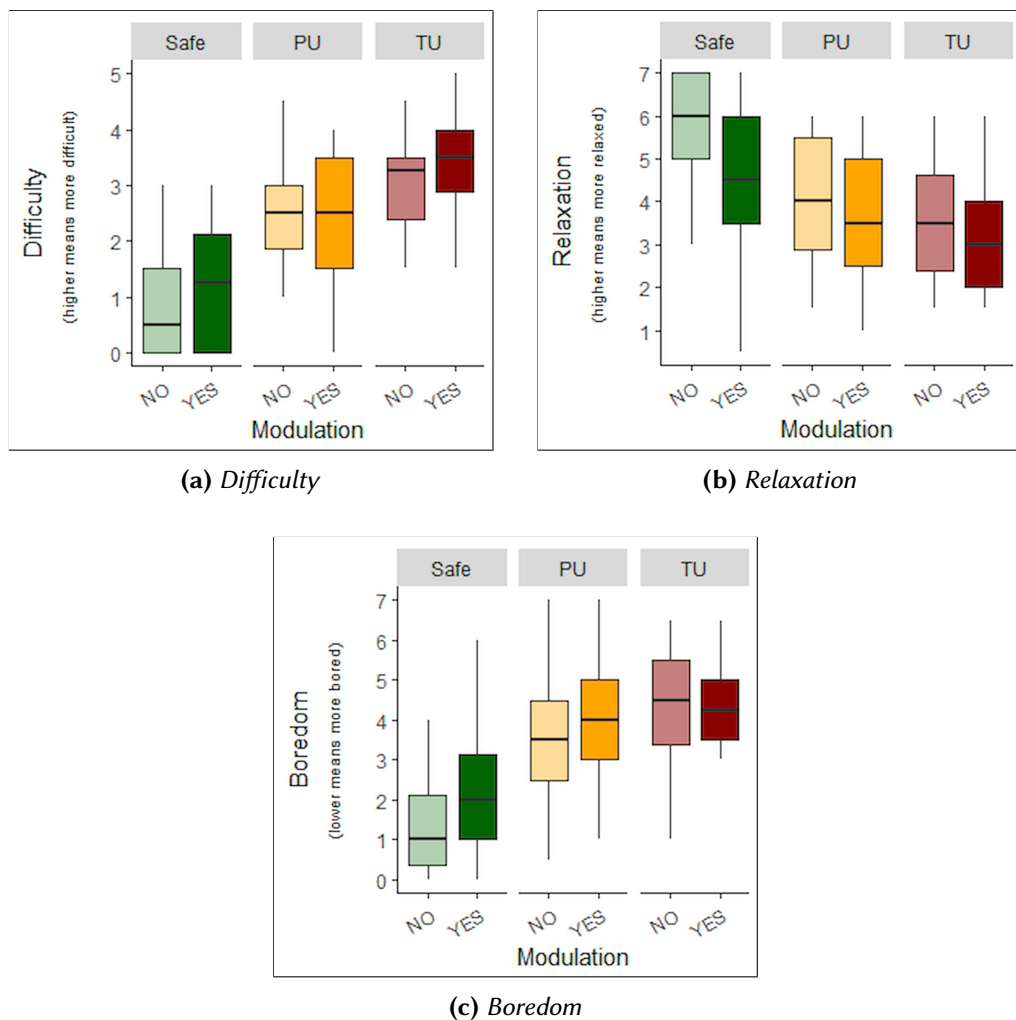 Safe PU TU
Difficulty
(higher means more difficult)
5
4
3
2
1
0
NO YES NO YES NO YES
Modulation
(a) Difficulty
Safe PU TU
Relaxation
(higher means more relaxed)
7
6
5
4
3
2
1
NO YES NO YES NO YES
Modulation
(b) Relaxation
Safe PU TU
Boredom
(lower means more bored)
7
6
5
4
3
2
1
0
NO YES NO YES NO YES
Modulation
(c) Boredom